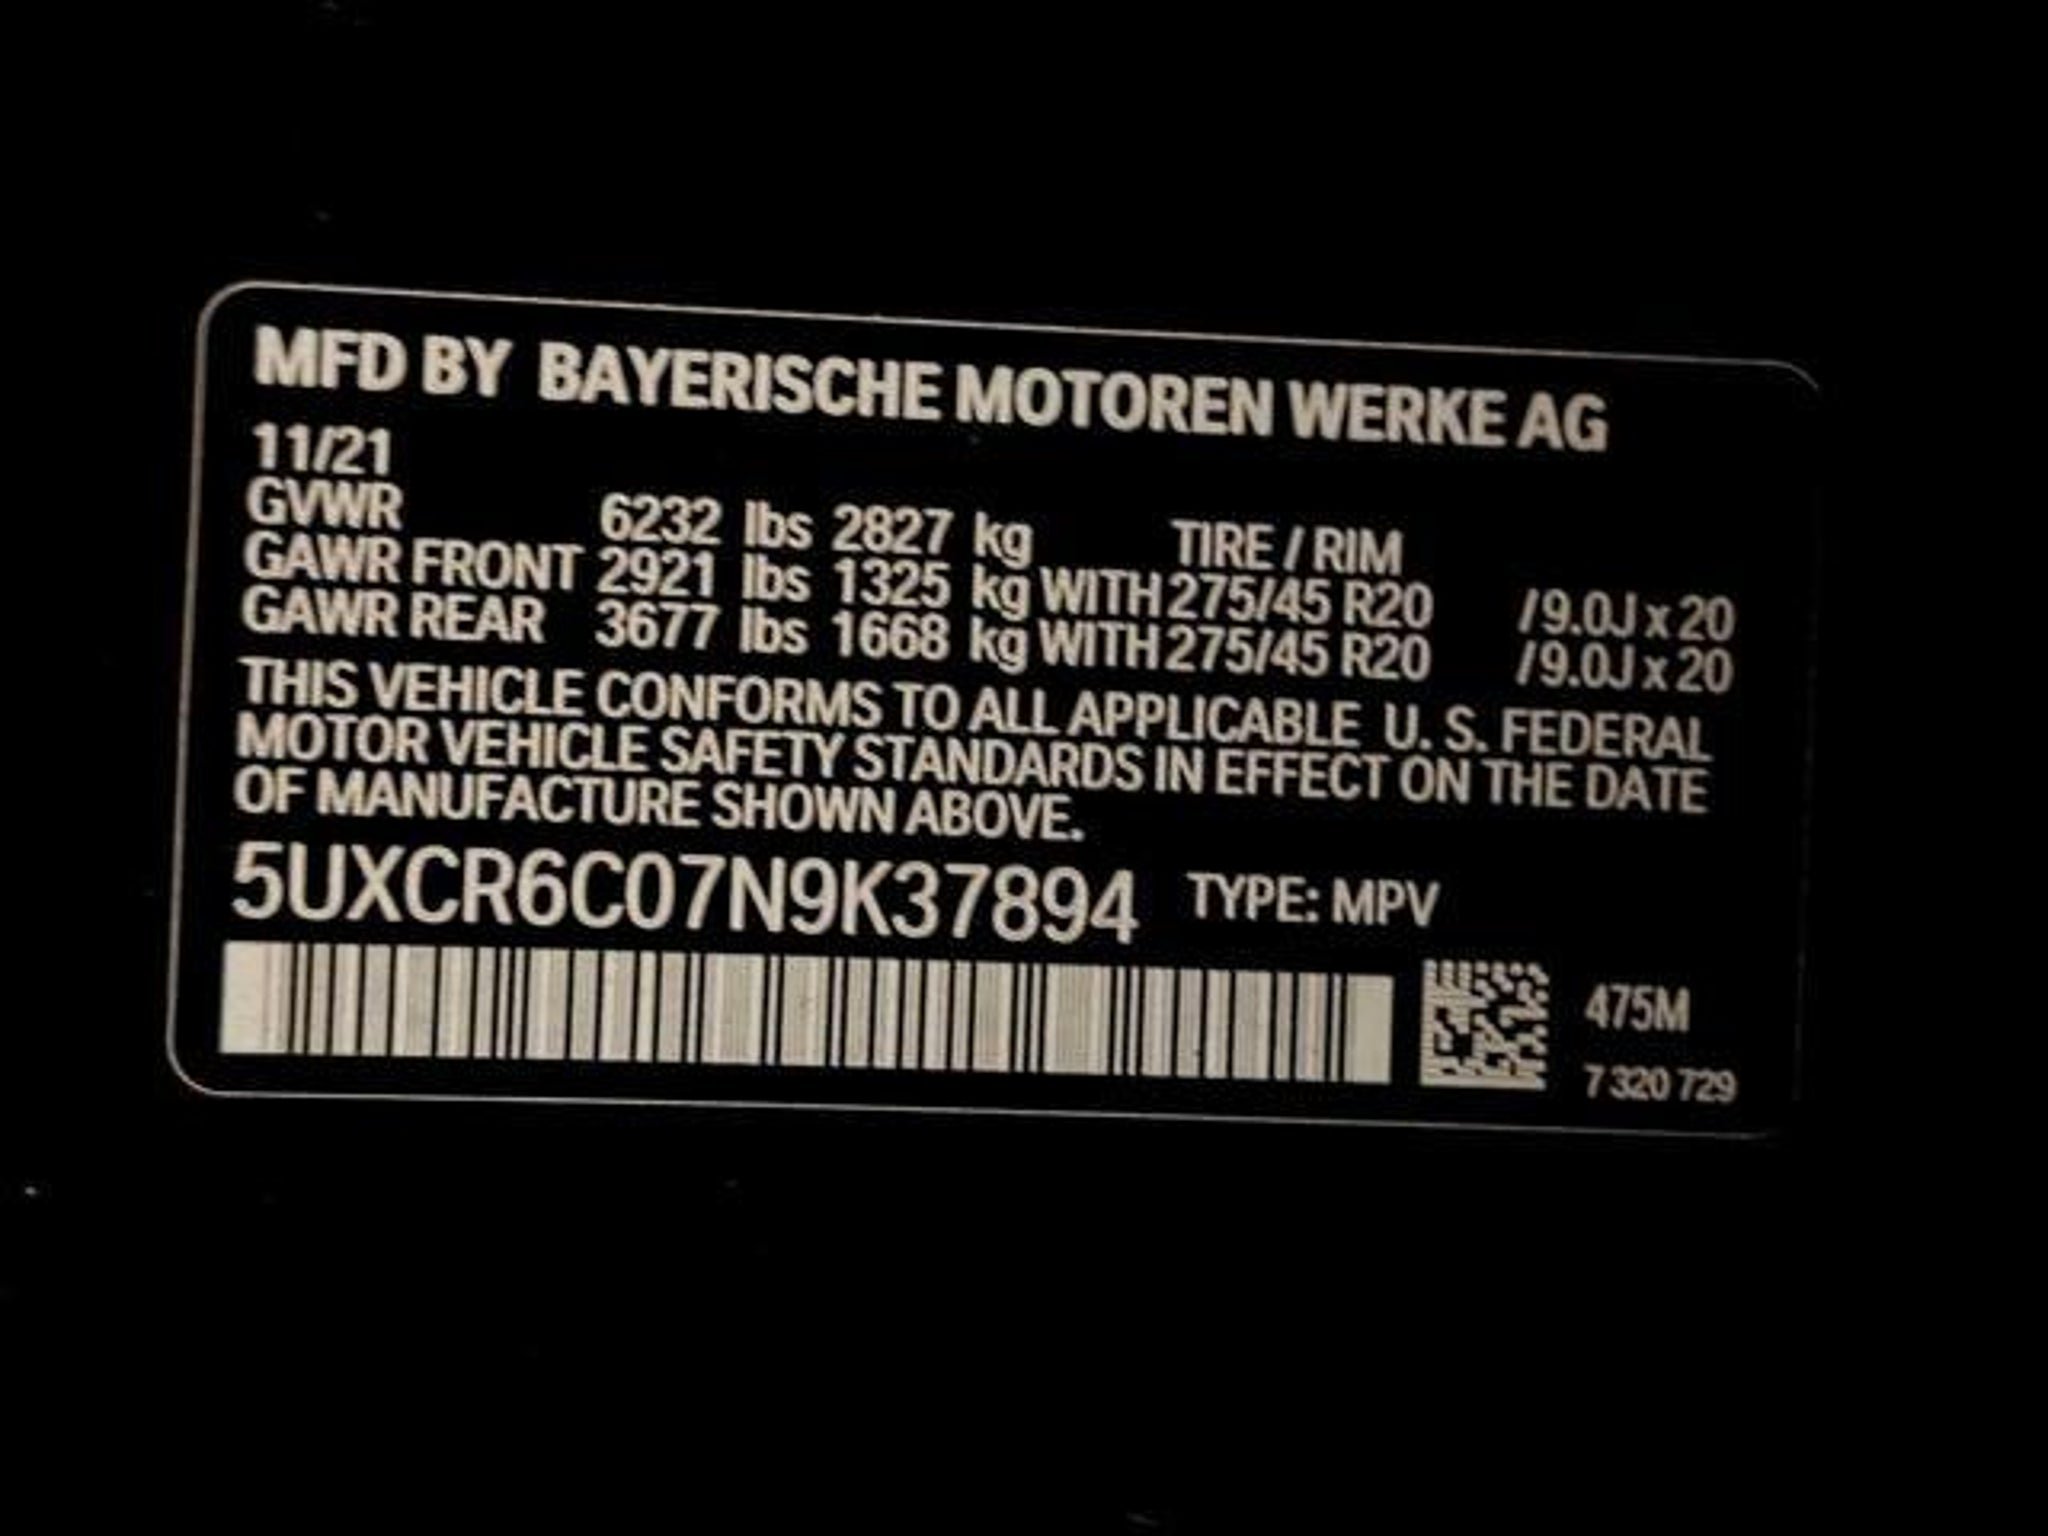 MFD BY BAYERISCHE MOTOREN WERKE AG
11/21
GVWR 6232 lbs 2827 kg TIRE / RIM
GAWR FRONT 2921 lbs 1325 kg WITH 275/45 R20 / 9.0J x 20
GAWR REAR 3677 lbs 1668 kg WITH 275/45 R20 / 9.0J x 20
THIS VEHICLE CONFORMS TO ALL APPLICABLE U. S. FEDERAL
MOTOR VEHICLE SAFETY STANDARDS IN EFFECT ON THE DATE
OF MANUFACTURE SHOWN ABOVE.
5UXCR6C07N9K37894 TYPE: MPV
475M
7 320 729